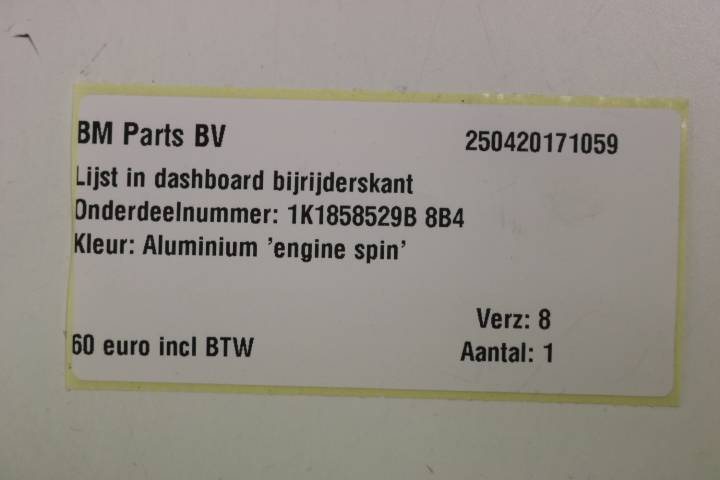 BM Parts BV 250420171059
Lijst in dashboard bijrijderskant
Onderdeelnummer: 1K1858529B 8B4
Kleur: Aluminium 'engine spin'
Verz: 8
60 euro incl BTW Aantal: 1